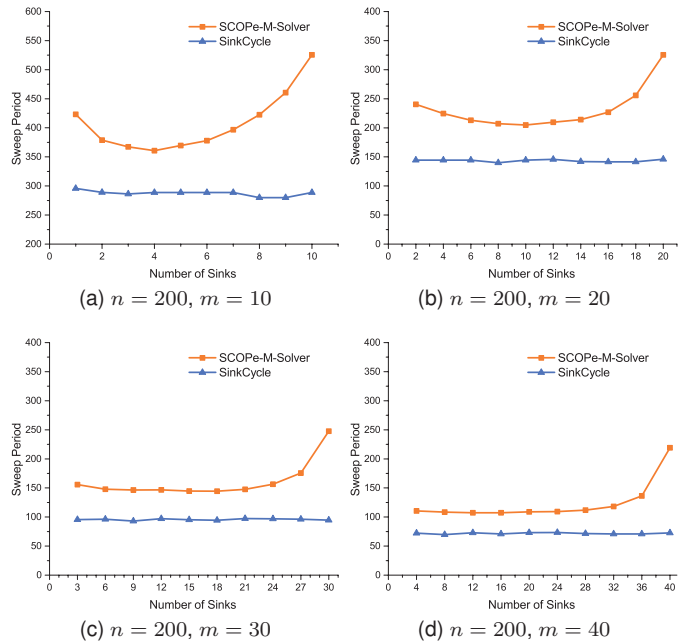 600
550
500
450
400
350
300
250
200
Sweep Period
SCOPe-M-Solver
SinkCycle
0 2 4 6 8 10
Number of Sinks
(a) n = 200, m = 10
400
350
300
250
200
150
100
50
0
Sweep Period
SCOPe-M-Solver
SinkCycle
0 2 4 6 8 10 12 14 16 18 20
Number of Sinks
(b) n = 200, m = 20
400
350
300
250
200
150
100
50
0
Sweep Period
SCOPe-M-Solver
SinkCycle
0 3 6 9 12 15 18 21 24 27 30
Number of Sinks
(c) n = 200, m = 30
400
350
300
250
200
150
100
50
0
Sweep Period
SCOPe-M-Solver
SinkCycle
0 4 8 12 16 20 24 28 32 36 40
Number of Sinks
(d) n = 200, m = 40